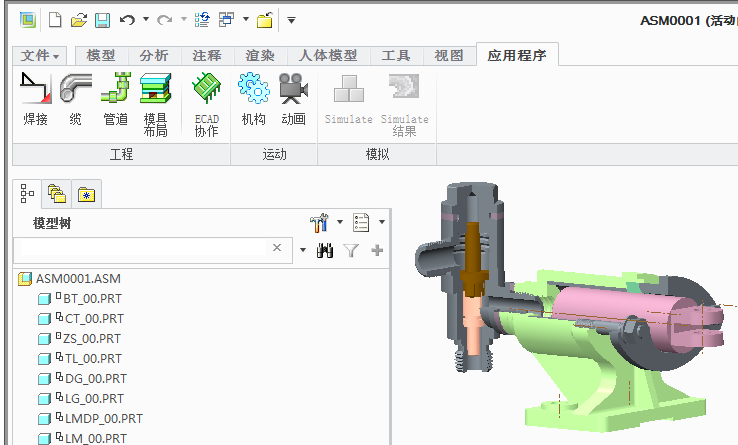 ASM0001 (活动
文件 模型 分析 注释 渲染 人体模型 工具 视图 应用程序
焊接 缆 管道 模具布局 ECAD协作 机构 动画 Simulate Simulate结果
工程 运动 模拟
模型树
ASM0001.ASM
BT_00.PRT
CT_00.PRT
ZS_00.PRT
TL_00.PRT
DG_00.PRT
LG_00.PRT
LMDP_00.PRT
LM_00.PRT